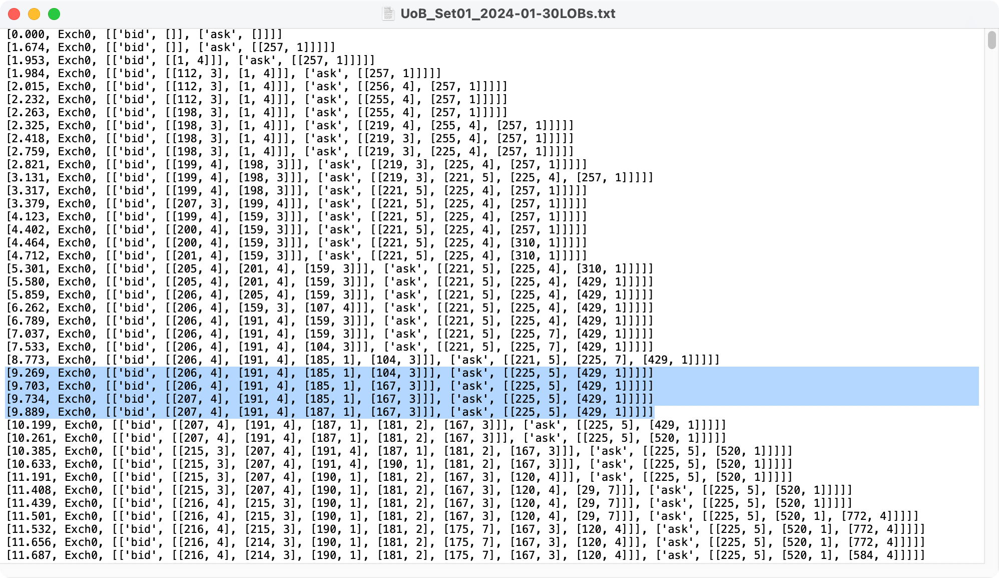 UoB_Set01_2024-01-30LOBs.txt
[0.000, Exch0, [['bid', []], ['ask', []]]]
[1.674, Exch0, [['bid', []], ['ask', [[257, 1]]]]]
[1.953, Exch0, [['bid', [[1, 4]]], ['ask', [[257, 1]]]]]
[1.984, Exch0, [['bid', [[112, 3], [1, 4]]], ['ask', [[257, 1]]]]]
[2.015, Exch0, [['bid', [[112, 3], [1, 4]]], ['ask', [[256, 4], [257, 1]]]]]
[2.232, Exch0, [['bid', [[112, 3], [1, 4]]], ['ask', [[255, 4], [257, 1]]]]]
[2.263, Exch0, [['bid', [[198, 3], [1, 4]]], ['ask', [[255, 4], [257, 1]]]]]
[2.325, Exch0, [['bid', [[198, 3], [1, 4]]], ['ask', [[219, 4], [255, 4], [257, 1]]]]]
[2.418, Exch0, [['bid', [[198, 3], [1, 4]]], ['ask', [[219, 3], [255, 4], [257, 1]]]]]
[2.759, Exch0, [['bid', [[198, 3], [1, 4]]], ['ask', [[219, 3], [225, 4], [257, 1]]]]]
[2.821, Exch0, [['bid', [[199, 4], [198, 3]]], ['ask', [[219, 3], [225, 4], [257, 1]]]]]
[3.131, Exch0, [['bid', [[199, 4], [198, 3]]], ['ask', [[219, 3], [221, 5], [225, 4], [257, 1]]]]]
[3.317, Exch0, [['bid', [[199, 4], [198, 3]]], ['ask', [[221, 5], [225, 4], [257, 1]]]]]
[3.379, Exch0, [['bid', [[207, 3], [199, 4]]], ['ask', [[221, 5], [225, 4], [257, 1]]]]]
[4.123, Exch0, [['bid', [[199, 4], [159, 3]]], ['ask', [[221, 5], [225, 4], [257, 1]]]]]
[4.402, Exch0, [['bid', [[200, 4], [159, 3]]], ['ask', [[221, 5], [225, 4], [257, 1]]]]]
[4.464, Exch0, [['bid', [[200, 4], [159, 3]]], ['ask', [[221, 5], [225, 4], [310, 1]]]]]
[4.712, Exch0, [['bid', [[201, 4], [159, 3]]], ['ask', [[221, 5], [225, 4], [310, 1]]]]]
[5.301, Exch0, [['bid', [[205, 4], [201, 4], [159, 3]]], ['ask', [[221, 5], [225, 4], [310, 1]]]]]
[5.580, Exch0, [['bid', [[205, 4], [201, 4], [159, 3]]], ['ask', [[221, 5], [225, 4], [429, 1]]]]]
[5.859, Exch0, [['bid', [[206, 4], [205, 4], [159, 3]]], ['ask', [[221, 5], [225, 4], [429, 1]]]]]
[6.262, Exch0, [['bid', [[206, 4], [159, 3], [107, 4]]], ['ask', [[221, 5], [225, 4], [429, 1]]]]]
[6.789, Exch0, [['bid', [[206, 4], [191, 4], [159, 3]]], ['ask', [[221, 5], [225, 4], [429, 1]]]]]
[7.037, Exch0, [['bid', [[206, 4], [191, 4], [159, 3]]], ['ask', [[221, 5], [225, 7], [429, 1]]]]]
[7.533, Exch0, [['bid', [[206, 4], [191, 4], [104, 3]]], ['ask', [[221, 5], [225, 7], [429, 1]]]]]
[8.773, Exch0, [['bid', [[206, 4], [191, 4], [185, 1], [104, 3]]], ['ask', [[221, 5], [225, 7], [429, 1]]]]]
[9.269, Exch0, [['bid', [[206, 4], [191, 4], [185, 1], [104, 3]]], ['ask', [[225, 5], [429, 1]]]]]
[9.703, Exch0, [['bid', [[206, 4], [191, 4], [185, 1], [167, 3]]], ['ask', [[225, 5], [429, 1]]]]]
[9.734, Exch0, [['bid', [[207, 4], [191, 4], [185, 1], [167, 3]]], ['ask', [[225, 5], [429, 1]]]]]
[9.889, Exch0, [['bid', [[207, 4], [191, 4], [187, 1], [167, 3]]], ['ask', [[225, 5], [429, 1]]]]]
[10.199, Exch0, [['bid', [[207, 4], [191, 4], [187, 1], [181, 2], [167, 3]]], ['ask', [[225, 5], [429, 1]]]]]
[10.261, Exch0, [['bid', [[207, 4], [191, 4], [187, 1], [181, 2], [167, 3]]], ['ask', [[225, 5], [520, 1]]]]]
[10.385, Exch0, [['bid', [[215, 3], [207, 4], [191, 4], [187, 1], [181, 2], [167, 3]]], ['ask', [[225, 5], [520, 1]]]]]
[10.633, Exch0, [['bid', [[215, 3], [207, 4], [191, 4], [190, 1], [181, 2], [167, 3]]], ['ask', [[225, 5], [520, 1]]]]]
[11.191, Exch0, [['bid', [[215, 3], [207, 4], [190, 1], [181, 2], [167, 3], [120, 4]]], ['ask', [[225, 5], [520, 1]]]]]
[11.408, Exch0, [['bid', [[215, 3], [207, 4], [190, 1], [181, 2], [167, 3], [120, 4], [29, 7]]], ['ask', [[225, 5], [520, 1]]]]]
[11.439, Exch0, [['bid', [[216, 4], [215, 3], [190, 1], [181, 2], [167, 3], [120, 4], [29, 7]]], ['ask', [[225, 5], [520, 1]]]]]
[11.501, Exch0, [['bid', [[216, 4], [215, 3], [190, 1], [181, 2], [167, 3], [120, 4], [29, 7]]], ['ask', [[225, 5], [520, 1], [772, 4]]]]]
[11.532, Exch0, [['bid', [[216, 4], [215, 3], [190, 1], [181, 2], [175, 7], [167, 3], [120, 4]]], ['ask', [[225, 5], [520, 1], [772, 4]]]]]
[11.656, Exch0, [['bid', [[216, 4], [214, 3], [190, 1], [181, 2], [175, 7], [167, 3], [120, 4]]], ['ask', [[225, 5], [520, 1], [772, 4]]]]]
[11.687, Exch0, [['bid', [[216, 4], [214, 3], [190, 1], [181, 2], [175, 7], [167, 3], [120, 4]]], ['ask', [[225, 5], [520, 1], [584, 4]]]]]